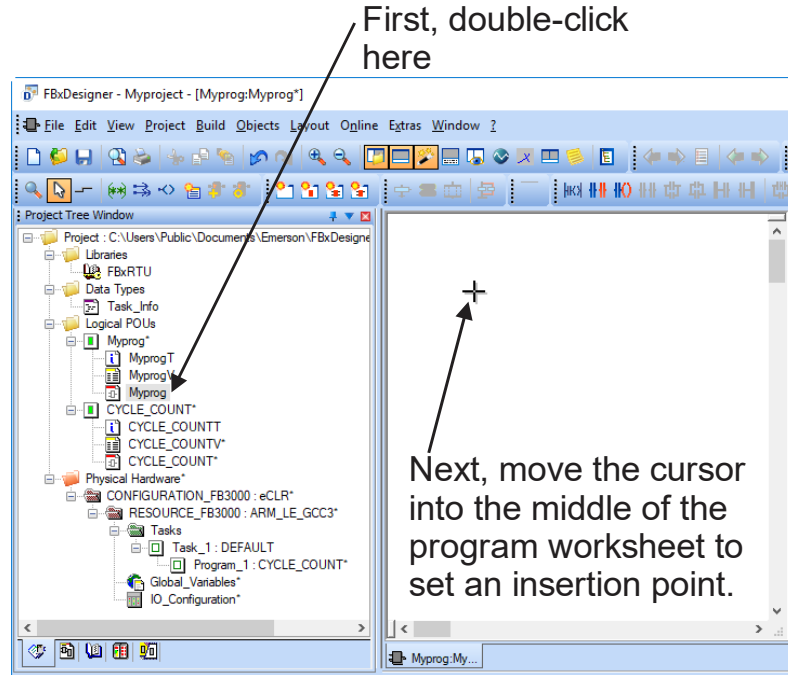 First, double-click
here
FBxDesigner - Myproject - [Myprog:Myprog*]
File Edit View Project Build Objects Layout Online Extras Window ?
Project Tree Window
Project : C:\Users\Public\Documents\Emerson\FBxDesigne
Libraries
FBxRTU
Data Types
Task_Info
Logical POUs
Myprog*
MyprogT
MyprogV
Myprog
CYCLE_COUNT*
CYCLE_COUNTT
CYCLE_COUNTV*
CYCLE_COUNT*
Physical Hardware*
CONFIGURATION_FB3000 : eCLR*
RESOURCE_FB3000 : ARM_LE_GCC3*
Tasks
Task_1 : DEFAULT
Program_1 : CYCLE_COUNT*
Global_Variables*
IO_Configuration*
Next, move the cursor
into the middle of the
program worksheet to
set an insertion point.
Myprog:My...